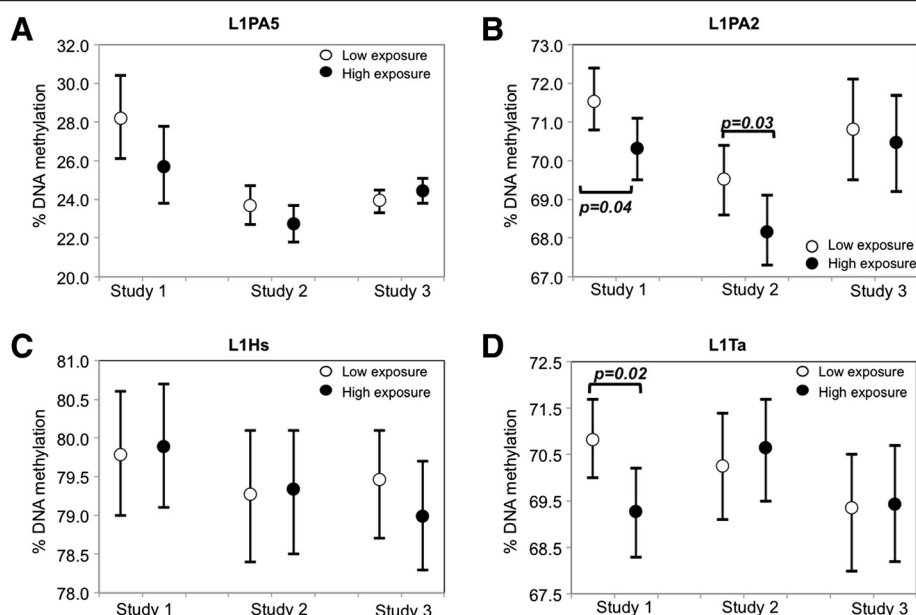 A
L1PA5
32.0
30.0
28.0
26.0
24.0
22.0
20.0
% DNA methylation
Low exposure
High exposure
Study 1
Study 2
Study 3
B
L1PA2
73.0
72.0
71.0
70.0
69.0
68.0
67.0
% DNA methylation
p=0.03
p=0.04
Low exposure
High exposure
Study 1
Study 2
Study 3
C
L1Hs
81.0
80.5
80.0
79.5
79.0
78.5
78.0
% DNA methylation
Low exposure
High exposure
Study 1
Study 2
Study 3
D
L1Ta
72.5
71.5
70.5
69.5
68.5
67.5
% DNA methylation
p=0.02
Low exposure
High exposure
Study 1
Study 2
Study 3